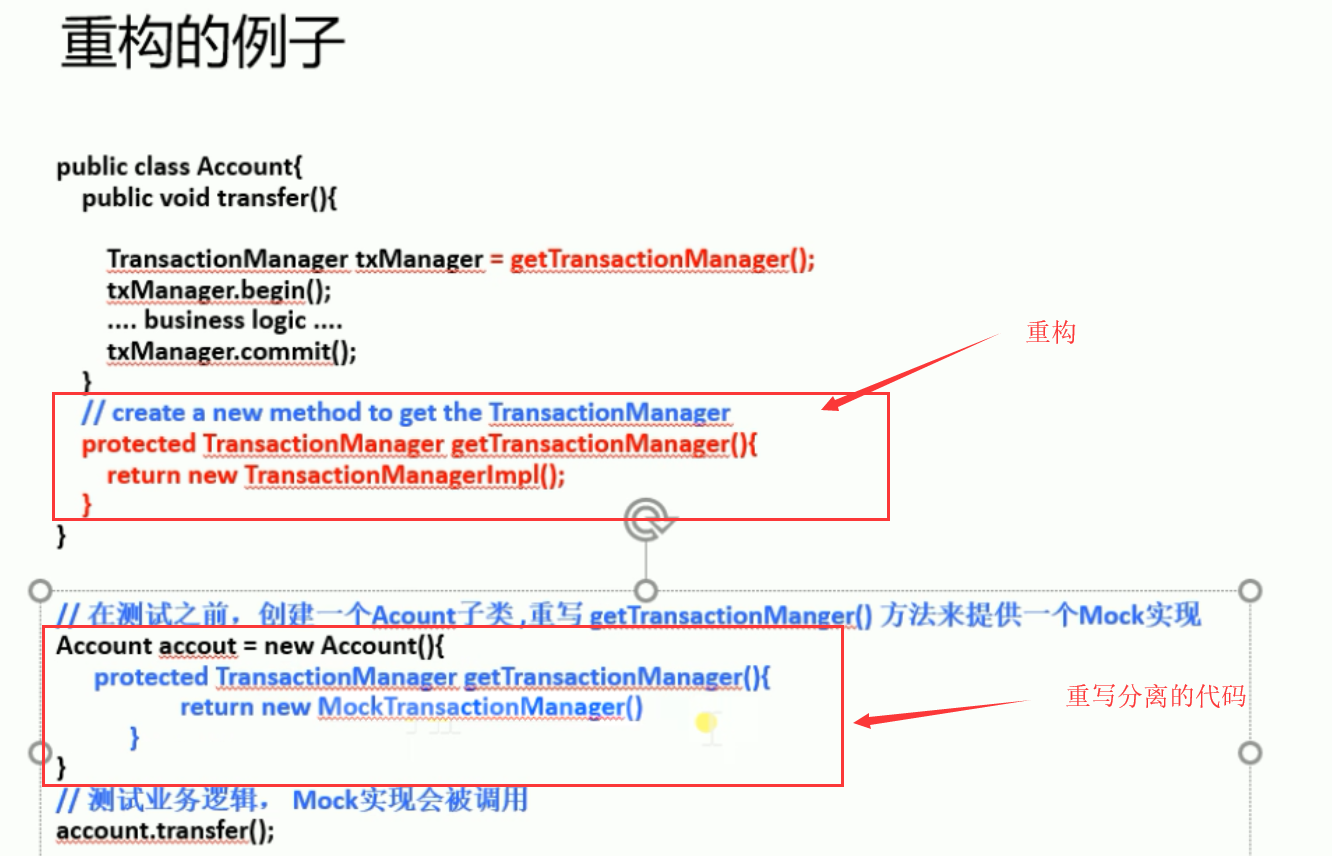 重构的例子
public class Account{
public void transfer(){
TransactionManager txManager = getTransactionManager();
txManager.begin();
.... business logic ....
txManager.commit();
}
重构
// create a new method to get the TransactionManager
protected TransactionManager getTransactionManager(){
return new TransactionManagerImpl();
}
}
// 在测试之前，创建一个Acount子类 ,重写 getTransactionManger() 方法来提供一个Mock实现
Account accout = new Account(){
protected TransactionManager getTransactionManager(){
return new MockTransactionManager()
}
}
重写分离的代码
// 测试业务逻辑， Mock实现会被调用
account.transfer();